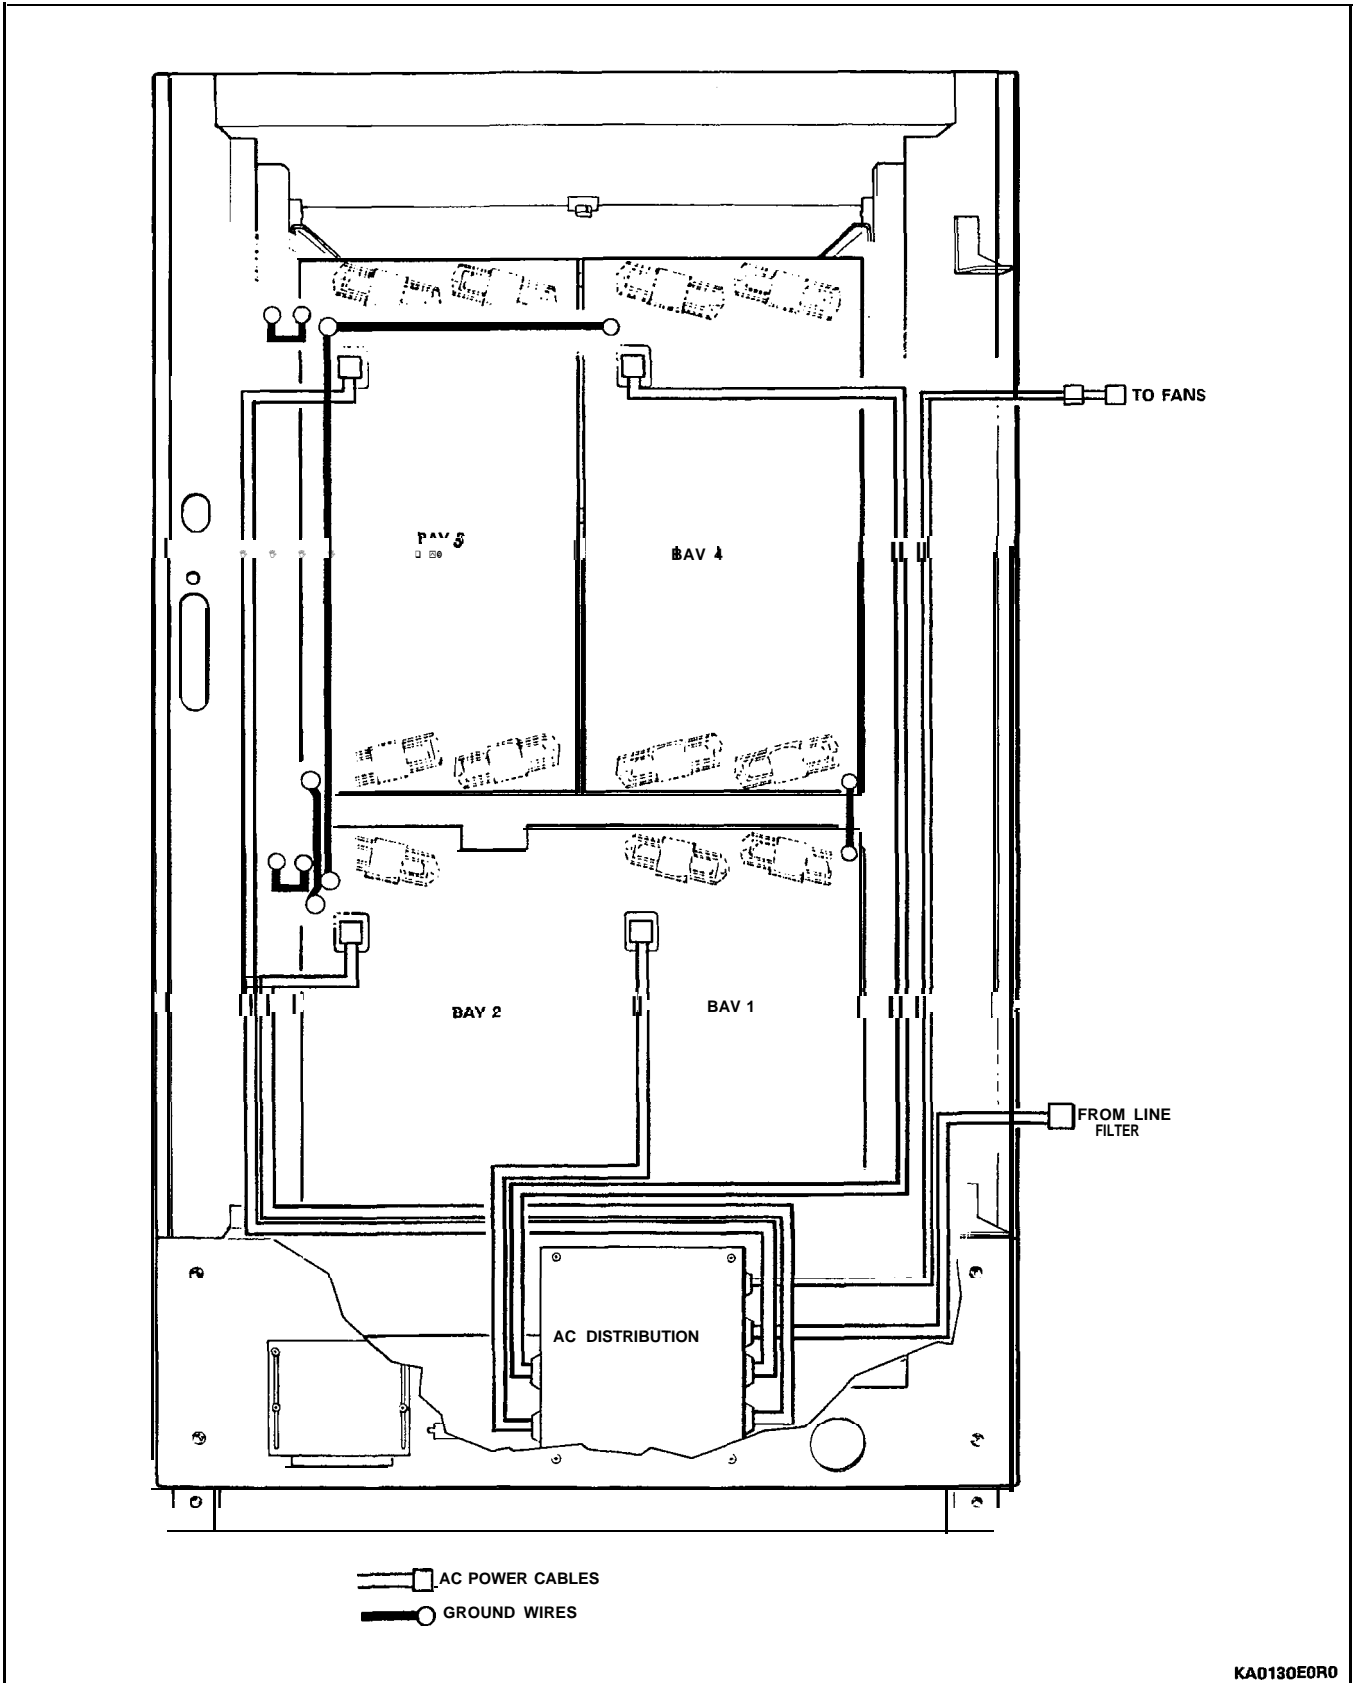 TO FANS
BAV 4
BAY 2
BAV 1
FROM LINE
FILTER
AC DISTRIBUTION
AC POWER CABLES
GROUND WIRES
KA0130E0R0